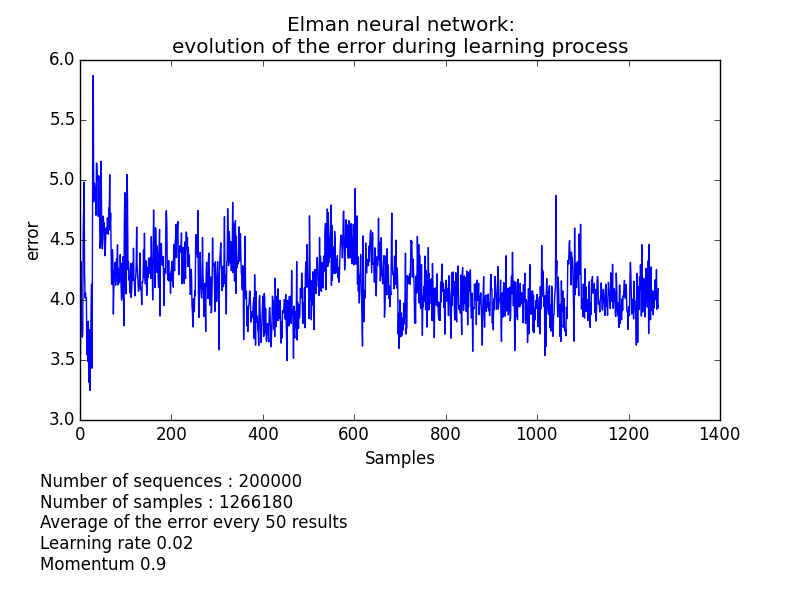 Elman neural network:
evolution of the error during learning process
6.0
5.5
5.0
4.5
4.0
3.5
3.0
error
0 200 400 600 800 1000 1200 1400
Samples
Number of sequences : 200000
Number of samples : 1266180
Average of the error every 50 results
Learning rate 0.02
Momentum 0.9